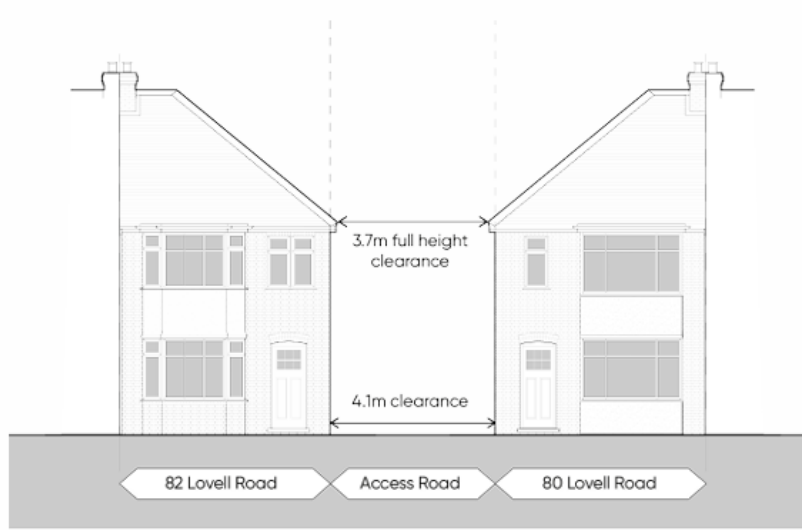 3.7m full height
clearance
4.1m clearance
82 Lovell Road
Access Road
80 Lovell Road